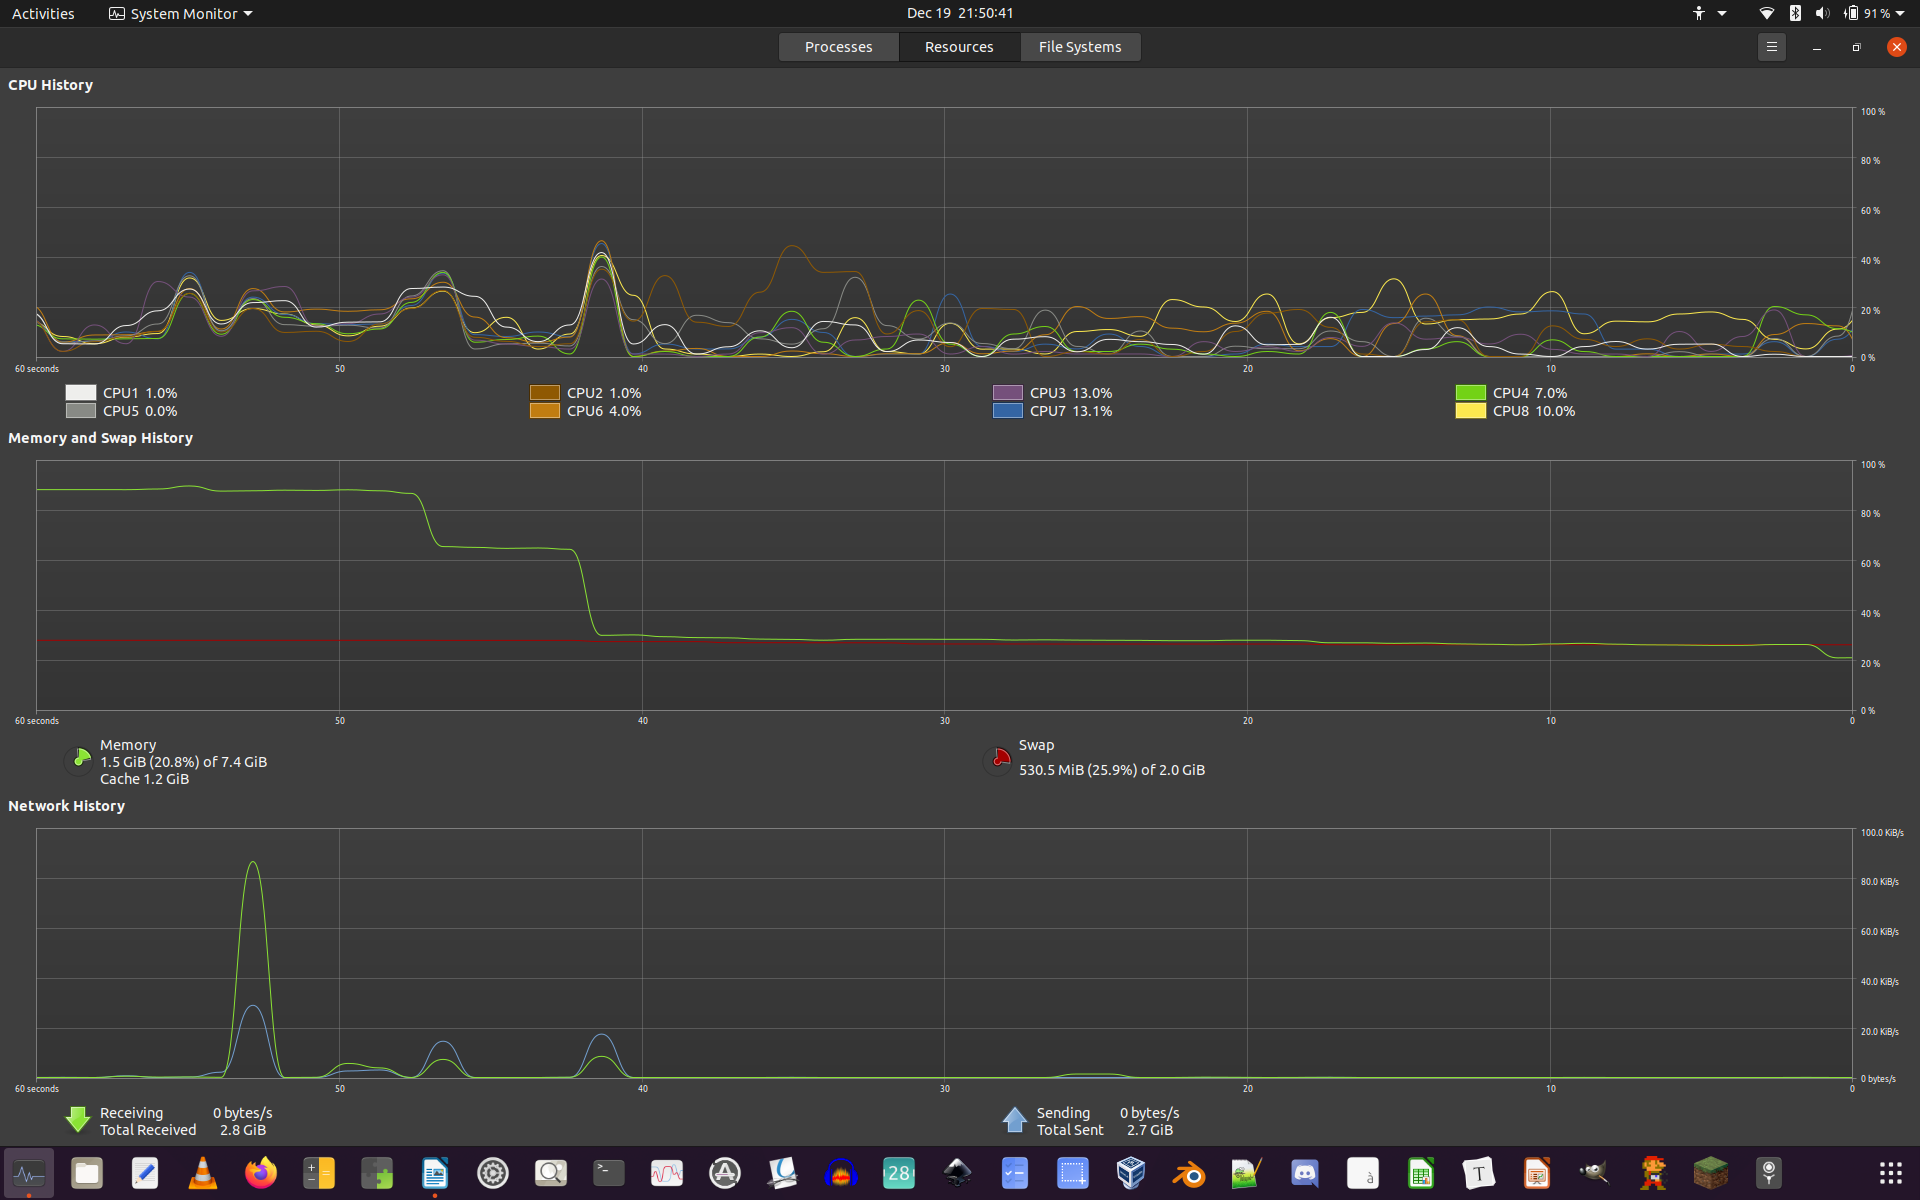 Activities System Monitor Dec 19 21:50:41 91 %
Processes Resources File Systems
CPU History
100 %
80 %
60 %
40 %
20 %
0 %
60 seconds 50 40 30 20 10 0
CPU1 1.0% CPU2 1.0% CPU3 13.0% CPU4 7.0%
CPU5 0.0% CPU6 4.0% CPU7 13.1% CPU8 10.0%
Memory and Swap History
100 %
80 %
60 %
40 %
20 %
0 %
60 seconds 50 40 30 20 10 0
Memory
1.5 GiB (20.8%) of 7.4 GiB
Cache 1.2 GiB
Swap
530.5 MiB (25.9%) of 2.0 GiB
Network History
100.0 KiB/s
80.0 KiB/s
60.0 KiB/s
40.0 KiB/s
20.0 KiB/s
0 bytes/s
60 seconds 50 40 30 20 10 0
Receiving 0 bytes/s
Total Received 2.8 GiB
Sending 0 bytes/s
Total Sent 2.7 GiB
28
à
T